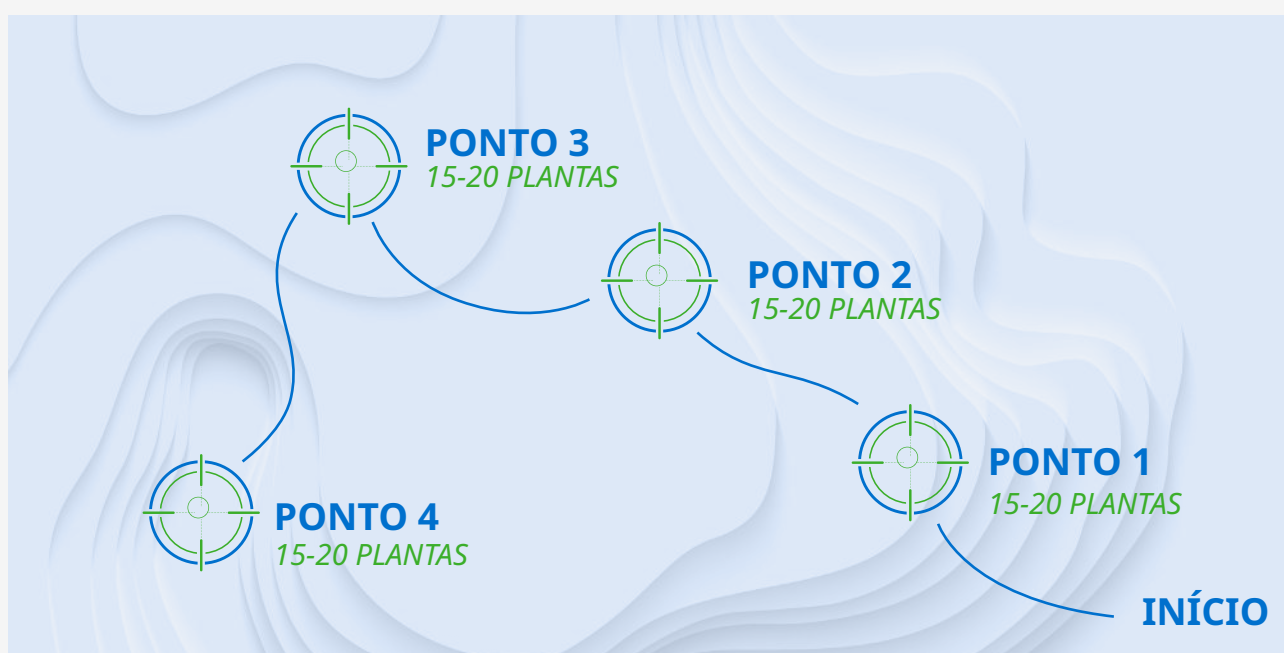 PONTO 3
15-20 PLANTAS
PONTO 2
15-20 PLANTAS
PONTO 1
15-20 PLANTAS
PONTO 4
15-20 PLANTAS
INÍCIO